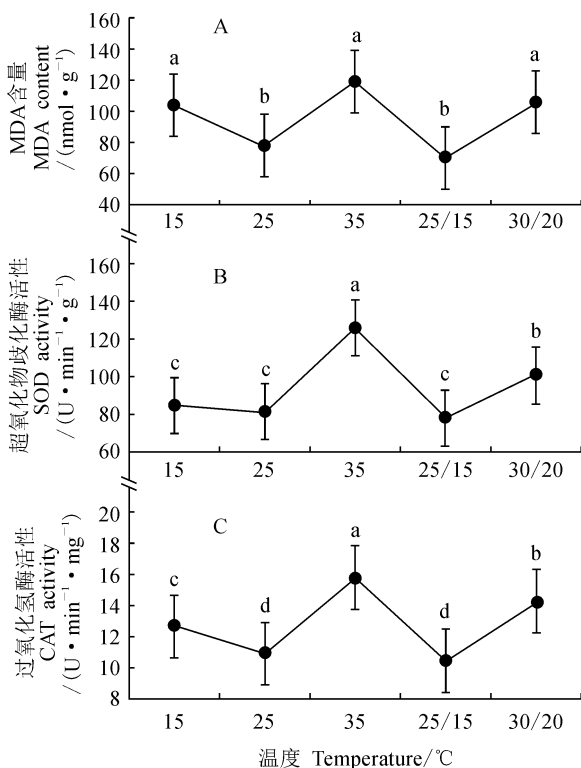 MDA含量
MDA content
/(nmol·g⁻¹)
160
140
120
100
80
60
40
A
a
b
a
b
a
15
25
35
25/15
30/20
超氧化物歧化酶活性
SOD activity
/(U·min⁻¹·g⁻¹)
160
140
120
100
80
60
B
c
c
a
c
b
15
25
35
25/15
30/20
过氧化氢酶活性
CAT activity
/(U·min⁻¹·mg⁻¹)
20
18
16
14
12
10
8
C
c
d
a
d
b
15
25
35
25/15
30/20
温度 Temperature/℃